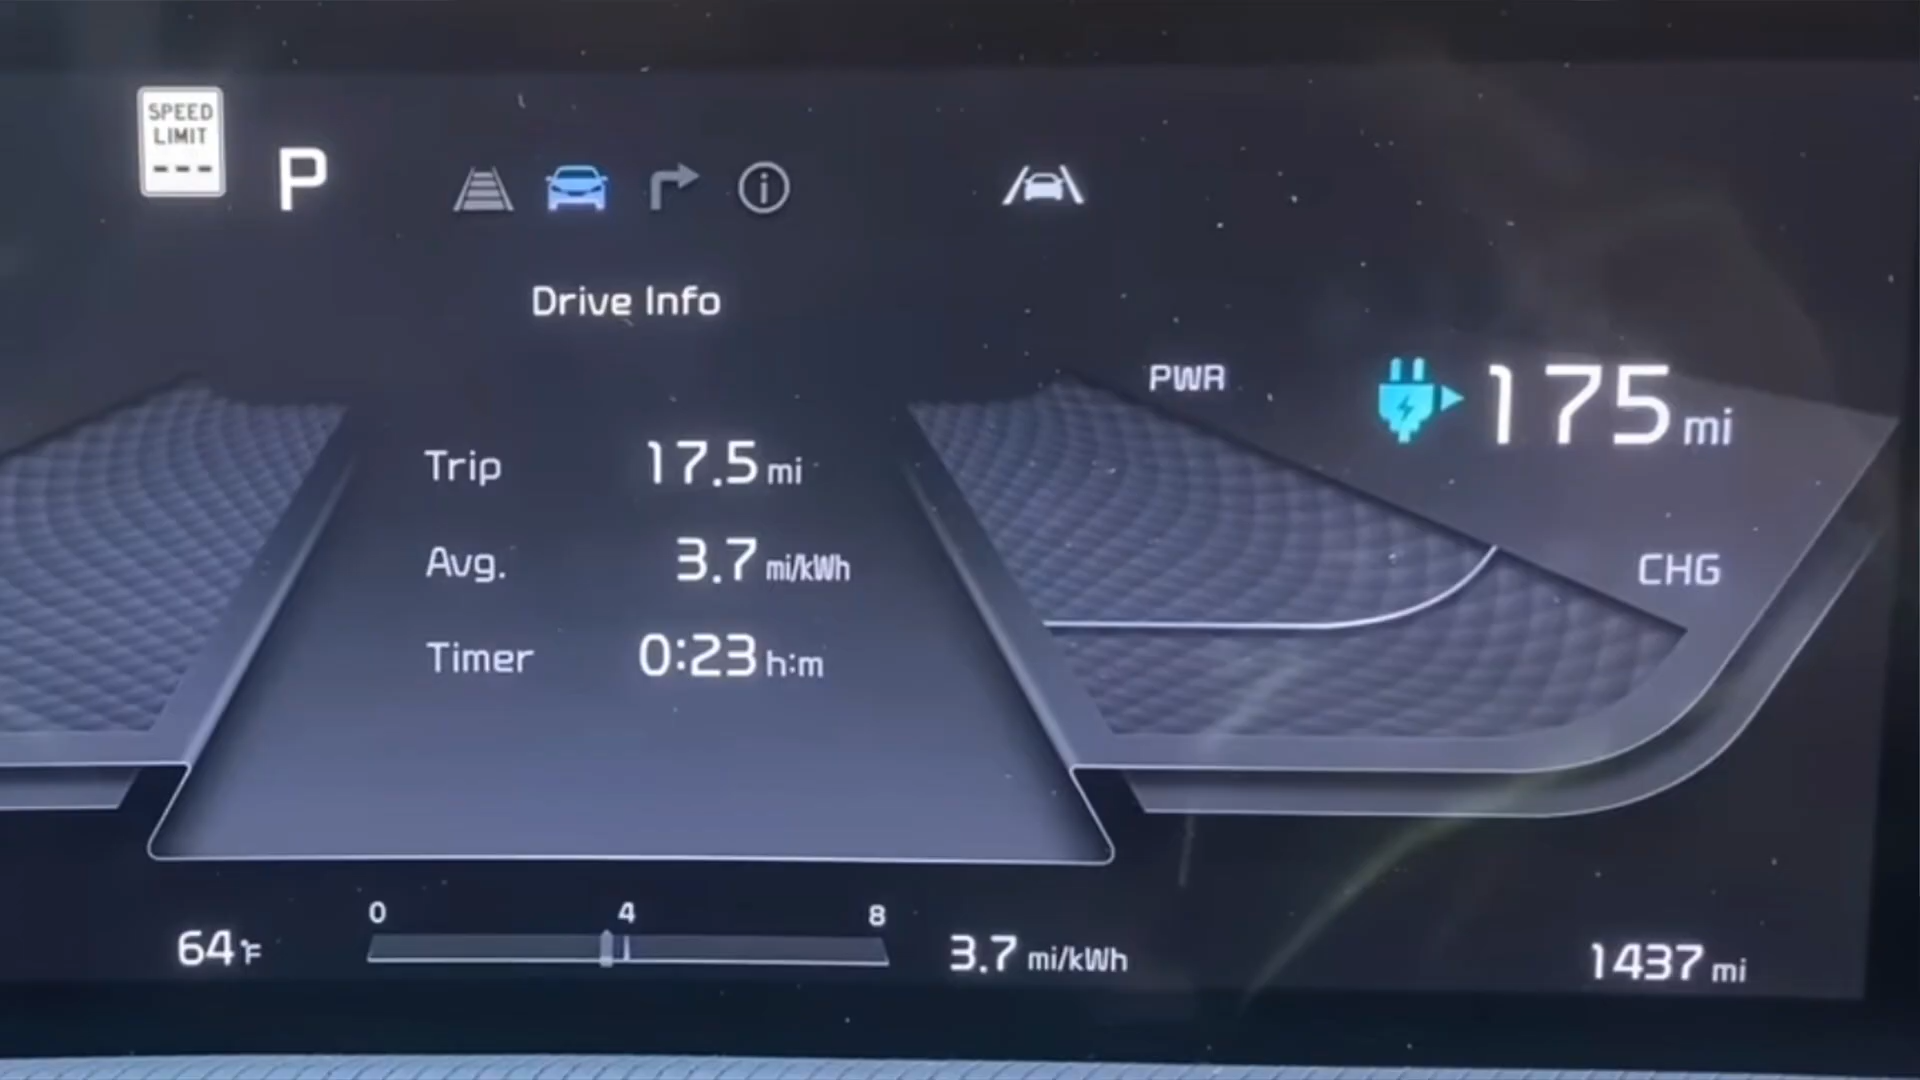 SPEED
LIMIT
---
P
Drive Info
PWR
175 mi
Trip 17.5 mi
Avg. 3.7 mi/kWh
CHG
Timer 0:23 h:m
0 4 8
64°F
3.7 mi/kWh
1437 mi